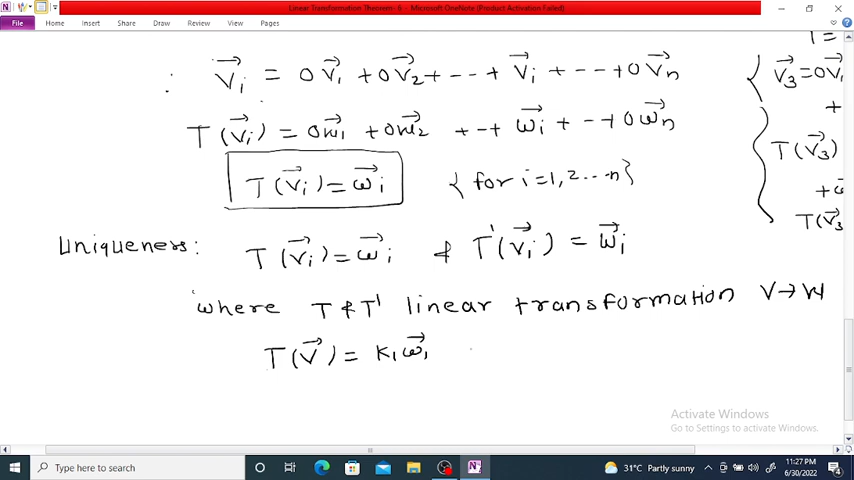 Linear Transformation Theorem- 6 - Microsoft OneNote (Product Activation Failed)
File Home Insert Share Draw Review View Pages
∴ v⃗i = 0v⃗1 + 0v⃗2 + -- + v⃗i + --- + 0v⃗n
T(v⃗i) = 0w⃗1 + 0w⃗2 + -+ w⃗i + --+ 0w⃗n
T(v⃗i) = w⃗i { for i=1,2...n}
v⃗3 = 0v⃗
+
T(v⃗3)
T(v⃗3
Uniqueners: T(v⃗i) = w⃗i & T'(v⃗i) = w⃗i
where T & T' linear transformation V → W
T(v⃗) = k1w⃗1
Activate Windows
Go to Settings to activate Windows.
Type here to search
31°C Partly sunny
11:27 PM
6/30/2022